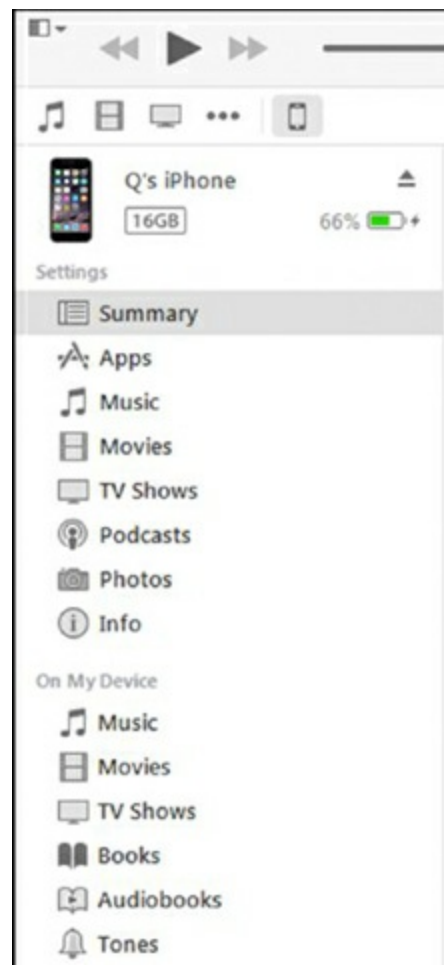 Q's iPhone
16GB 66%
Settings
Summary
Apps
Music
Movies
TV Shows
Podcasts
Photos
Info
On My Device
Music
Movies
TV Shows
Books
Audiobooks
Tones